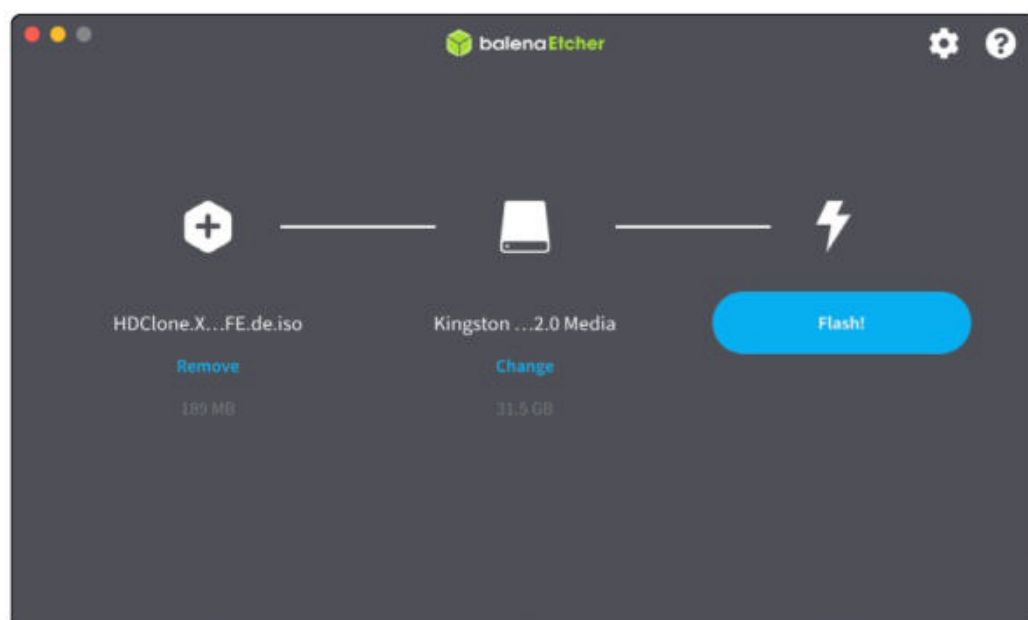 balenaEtcher
HDClone.X...FE.de.iso
Kingston ...2.0 Media
Flash!
Remove
Change
189 MB
31.5 GB